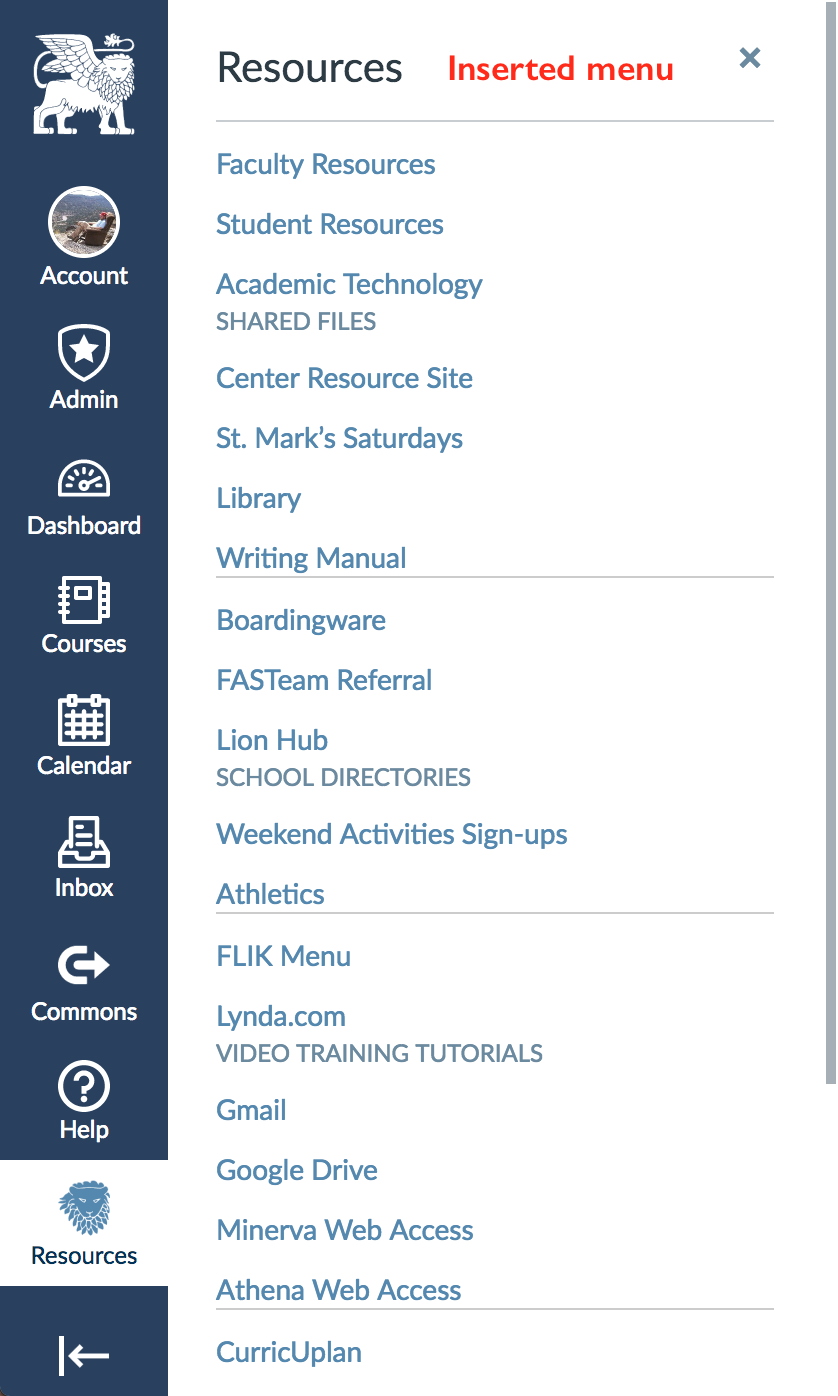 Resources Inserted menu ×
Faculty Resources
Student Resources
Academic Technology
SHARED FILES
Center Resource Site
St. Mark’s Saturdays
Library
Writing Manual
Boardingware
FASTeam Referral
Lion Hub
SCHOOL DIRECTORIES
Weekend Activities Sign-ups
Athletics
FLIK Menu
Lynda.com
VIDEO TRAINING TUTORIALS
Gmail
Google Drive
Minerva Web Access
Athena Web Access
CurricUplan
Account
Admin
Dashboard
Courses
Calendar
Inbox
Commons
Help
Resources